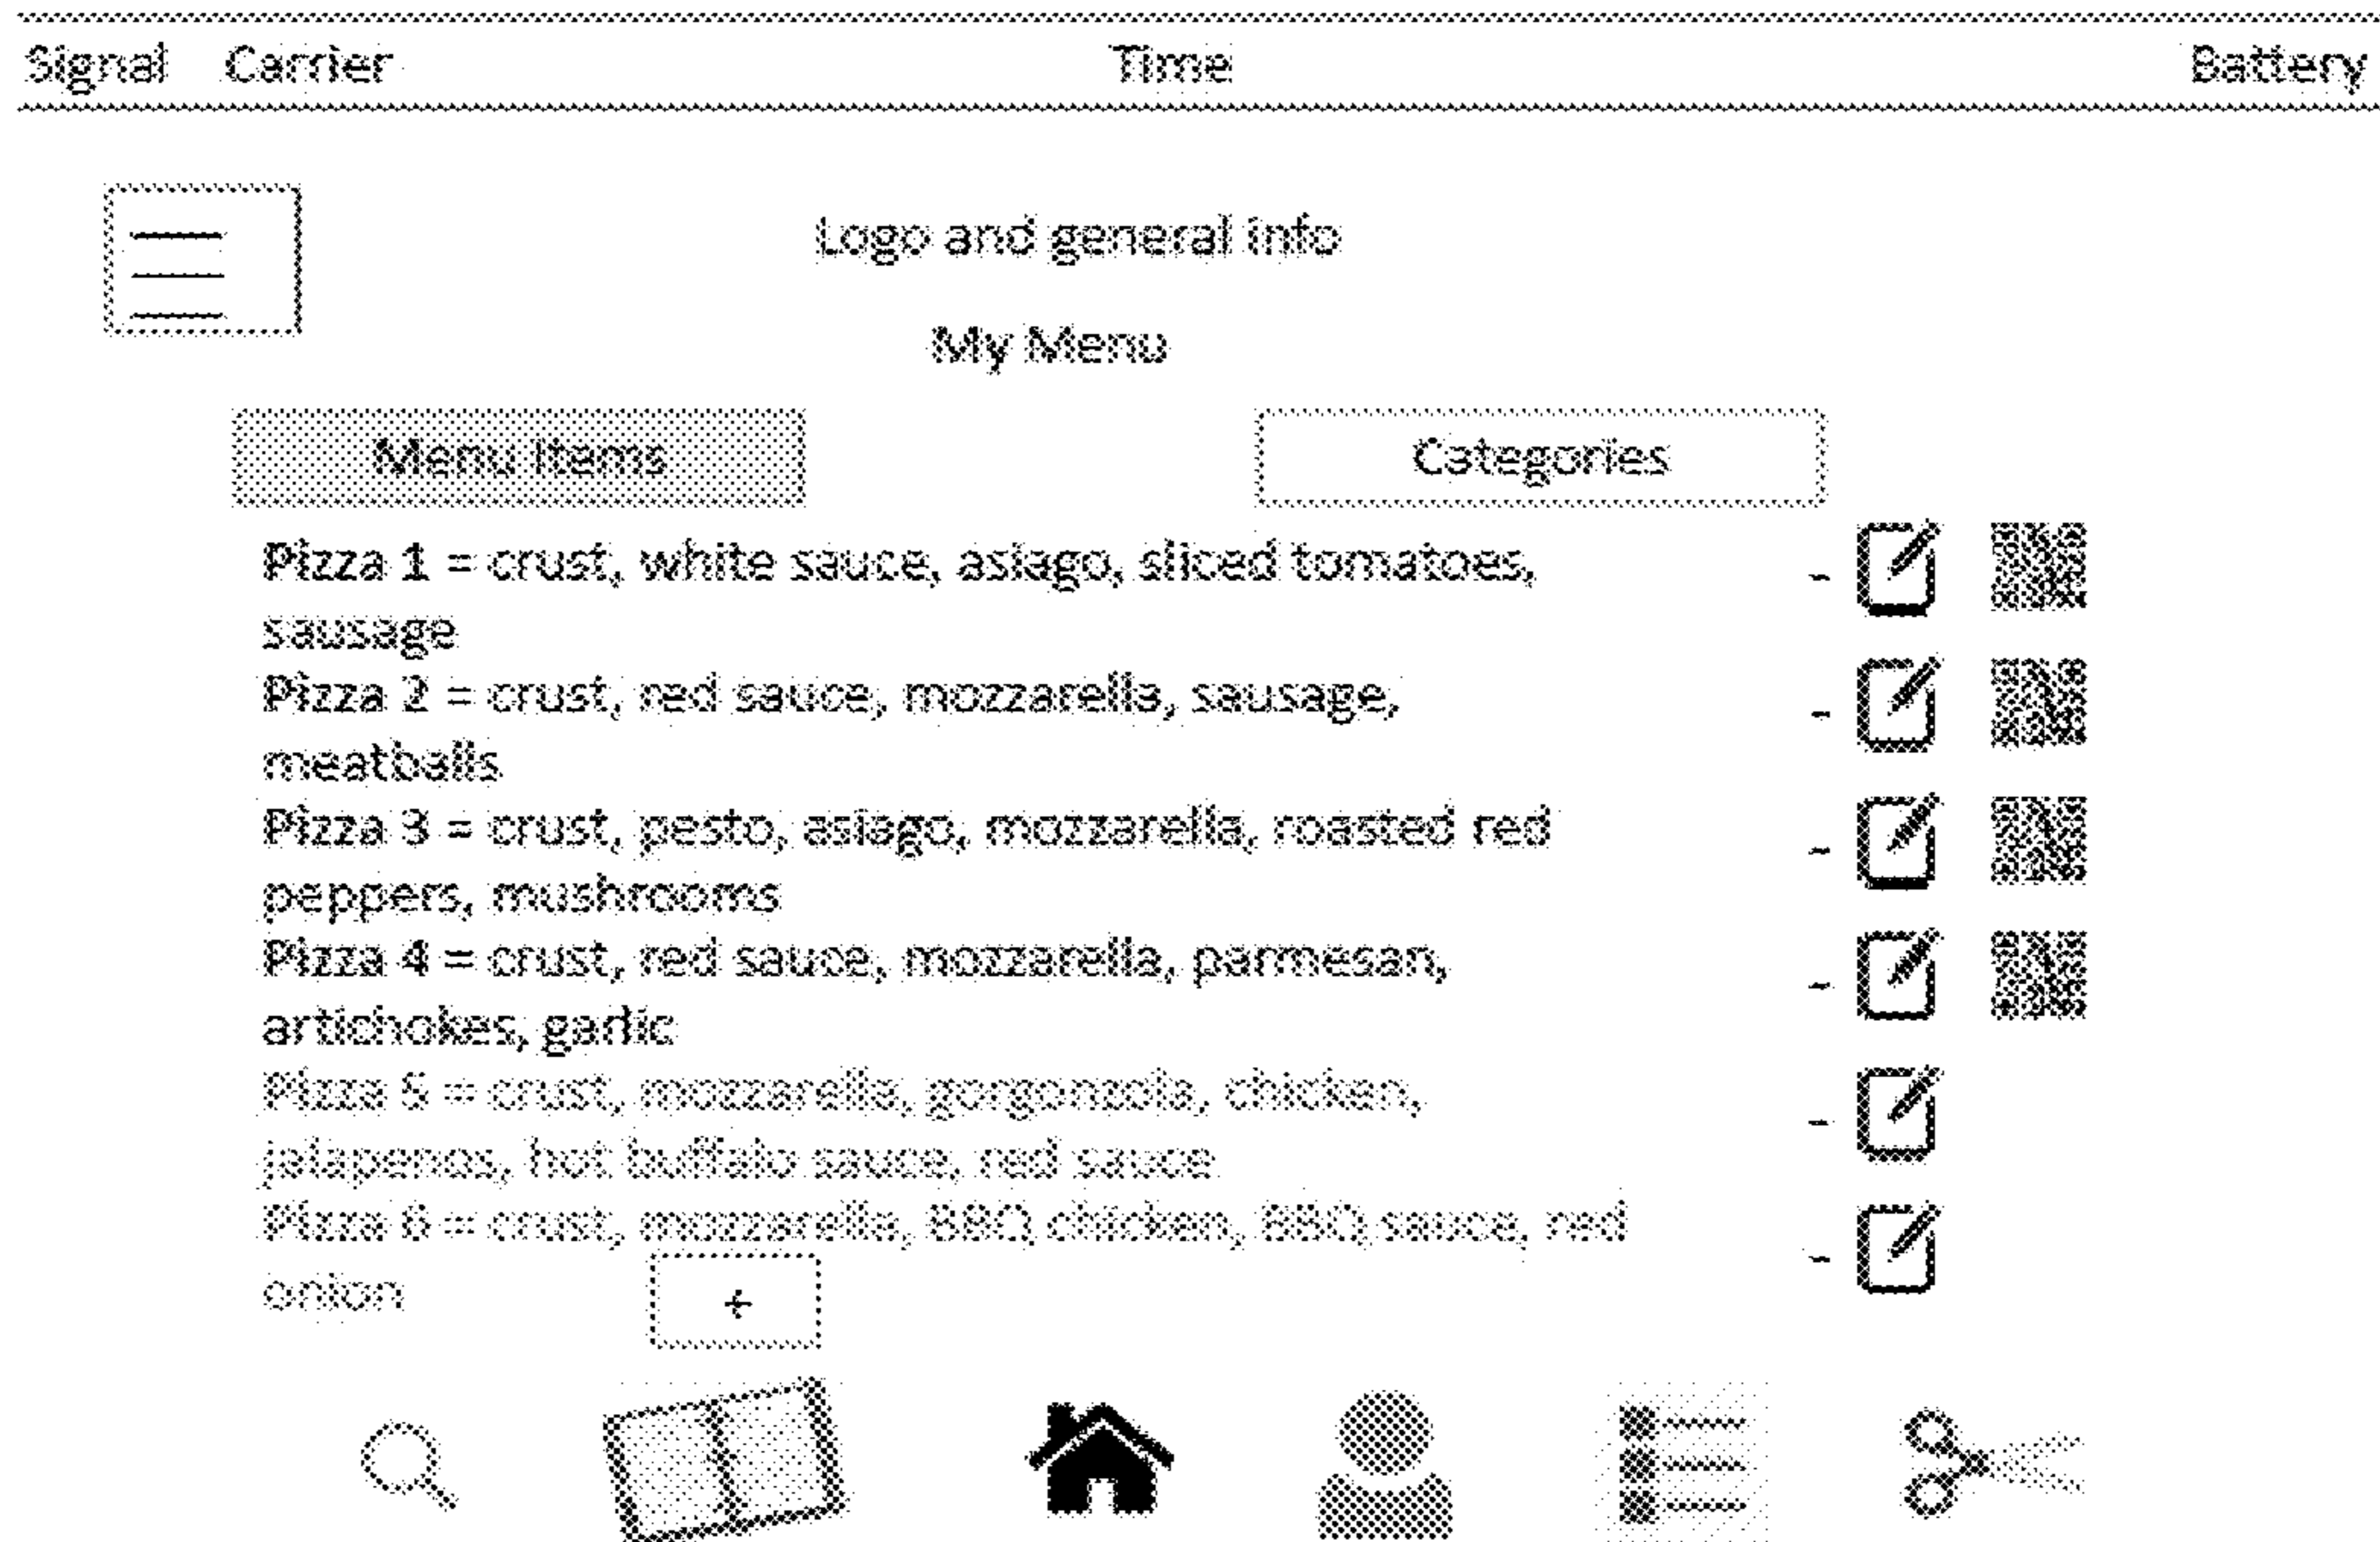 Signal Carrier Time Battery
Logo and general info
My Menu
Menu Items Categories
Pizza 1 = crust, white sauce, asiago, sliced tomatoes,
sausage
Pizza 2 = crust, red sauce, mozzarella, sausage,
meatballs
Pizza 3 = crust, pesto, asiago, mozzarella, roasted red
peppers, mushrooms
Pizza 4 = crust, red sauce, mozzarella, parmesan,
artichokes, garlic
Pizza 5 = crust, mozzarella, gorgonzola, chicken,
jalapenos, hot buffalo sauce, red sauce
Pizza 6 = crust, mozzarella, BBQ chicken, BBQ sauce, red
onion
+